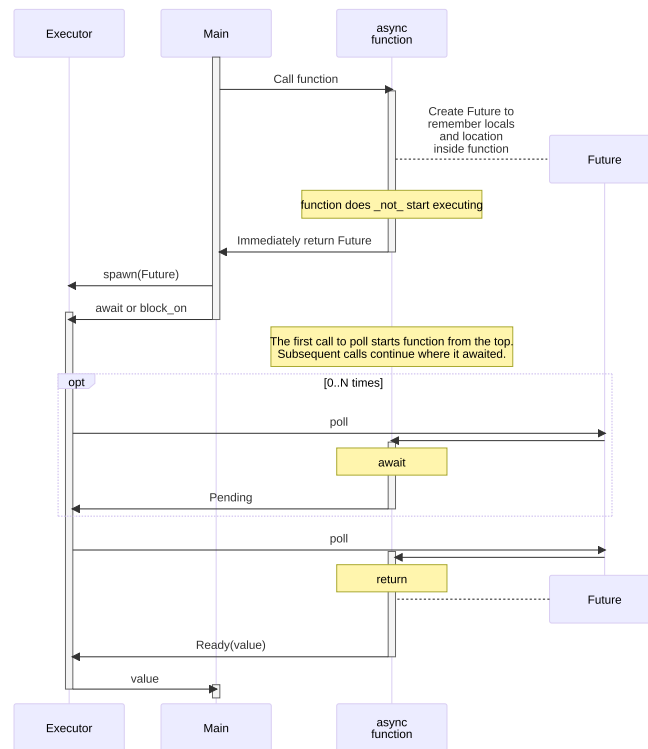 Executor
Main
async
function
Call function
Create Future to
remember locals
and location
inside function
Future
function does _not_ start executing
Immediately return Future
spawn(Future)
await or block_on
The first call to poll starts function from the top.
Subsequent calls continue where it awaited.
opt
[0..N times]
poll
await
Pending
poll
return
Future
Ready(value)
value
Executor
Main
async
function